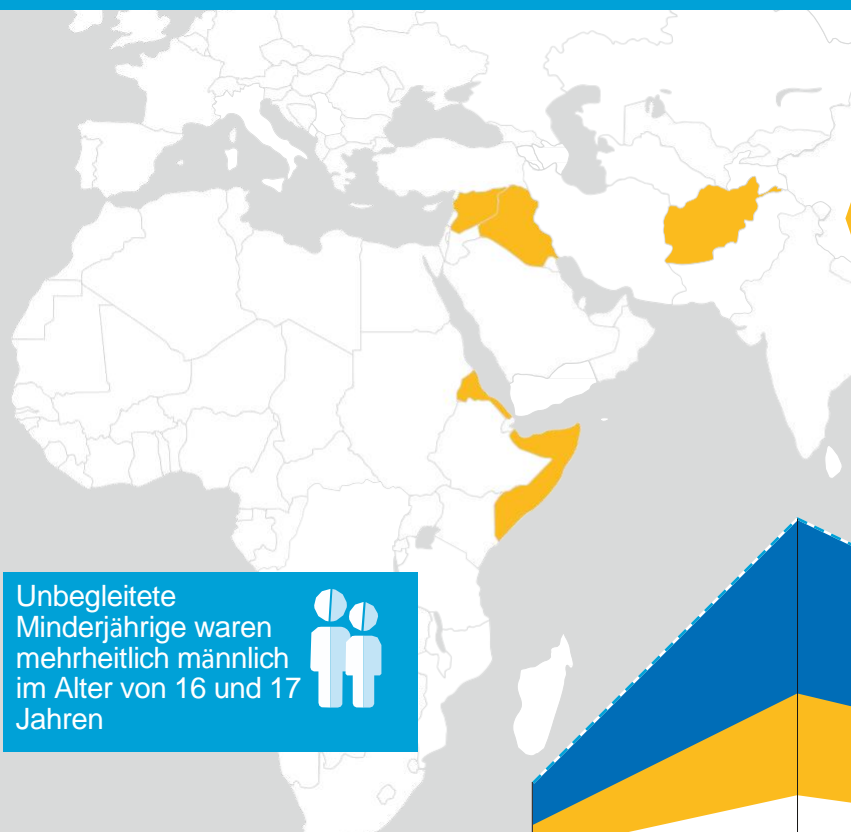 Unbegleitete
Minderjährige waren
mehrheitlich männlich
im Alter von 16 und 17
Jahren